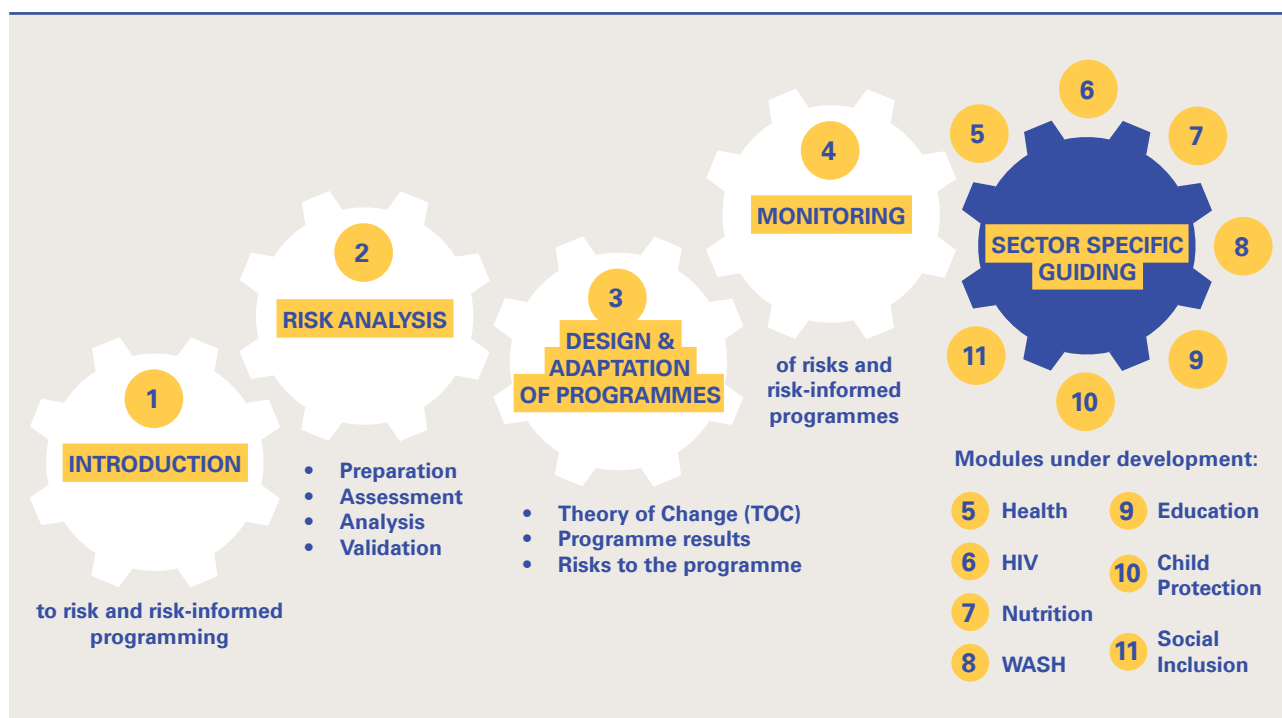 1
INTRODUCTION
to risk and risk-informed
programming
2
RISK ANALYSIS
• Preparation
• Assessment
• Analysis
• Validation
3
DESIGN &
ADAPTATION
OF PROGRAMMES
• Theory of Change (TOC)
• Programme results
• Risks to the programme
4
MONITORING
of risks and
risk-informed
programmes
SECTOR SPECIFIC
GUIDING
5
6
7
8
9
10
11
Modules under development:
5 Health
6 HIV
7 Nutrition
8 WASH
9 Education
10 Child
Protection
11 Social
Inclusion